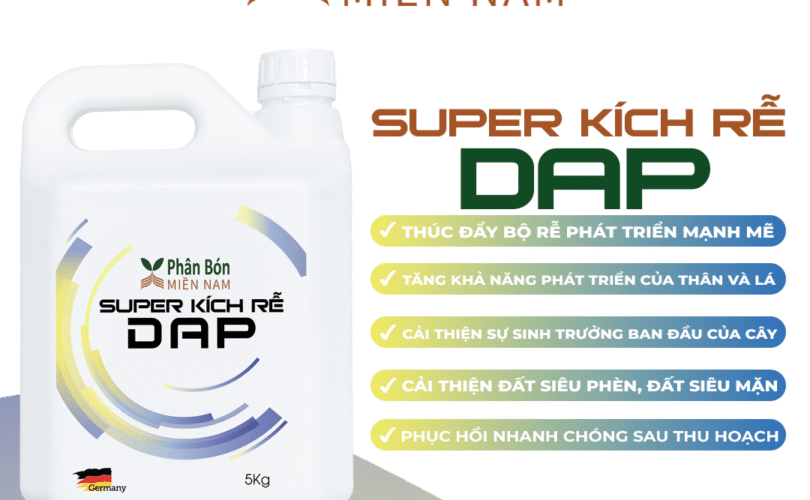 MIỀN NAM
SUPER KÍCH RỄ
DAP
THÚC ĐẨY BỘ RỄ PHÁT TRIỂN MẠNH MẼ
TĂNG KHẢ NĂNG PHÁT TRIỂN CỦA THÂN VÀ LÁ
CẢI THIỆN SỰ SINH TRƯỞNG BAN ĐẦU CỦA CÂY
CẢI THIỆN ĐẤT SIÊU PHÈN, ĐẤT SIÊU MẶN
PHỤC HỒI NHANH CHÓNG SAU THU HOẠCH
Phân Bón
MIỀN NAM
SUPER KÍCH RỄ
DAP
Germany
5Kg